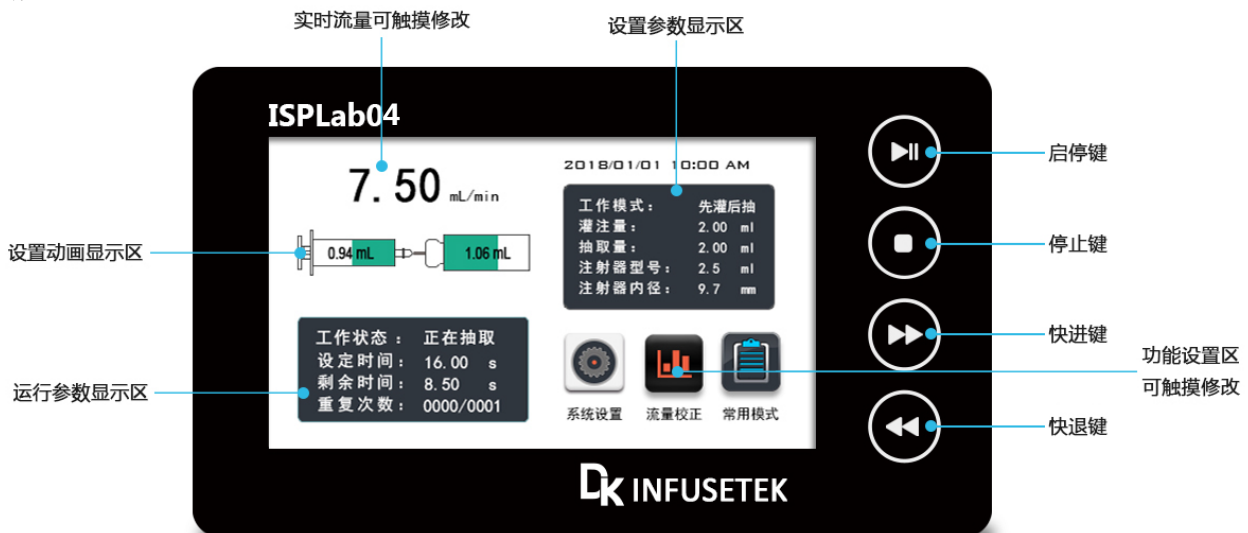 实时流量可触摸修改
设置参数显示区
ISPLab04
7.50 mL/min
2018/01/01 10:00 AM
工作模式： 先灌后抽
灌注量： 2.00 ml
抽取量： 2.00 ml
注射器型号： 2.5 ml
注射器内径： 9.7 mm
设置动画显示区
0.94 mL
1.06 mL
工作状态： 正在抽取
设定时间： 16.00 s
剩余时间： 8.50 s
重复次数： 0000/0001
运行参数显示区
系统设置
流量校正
常用模式
启停键
停止键
快进键
功能设置区
可触摸修改
快退键
DK INFUSETEK